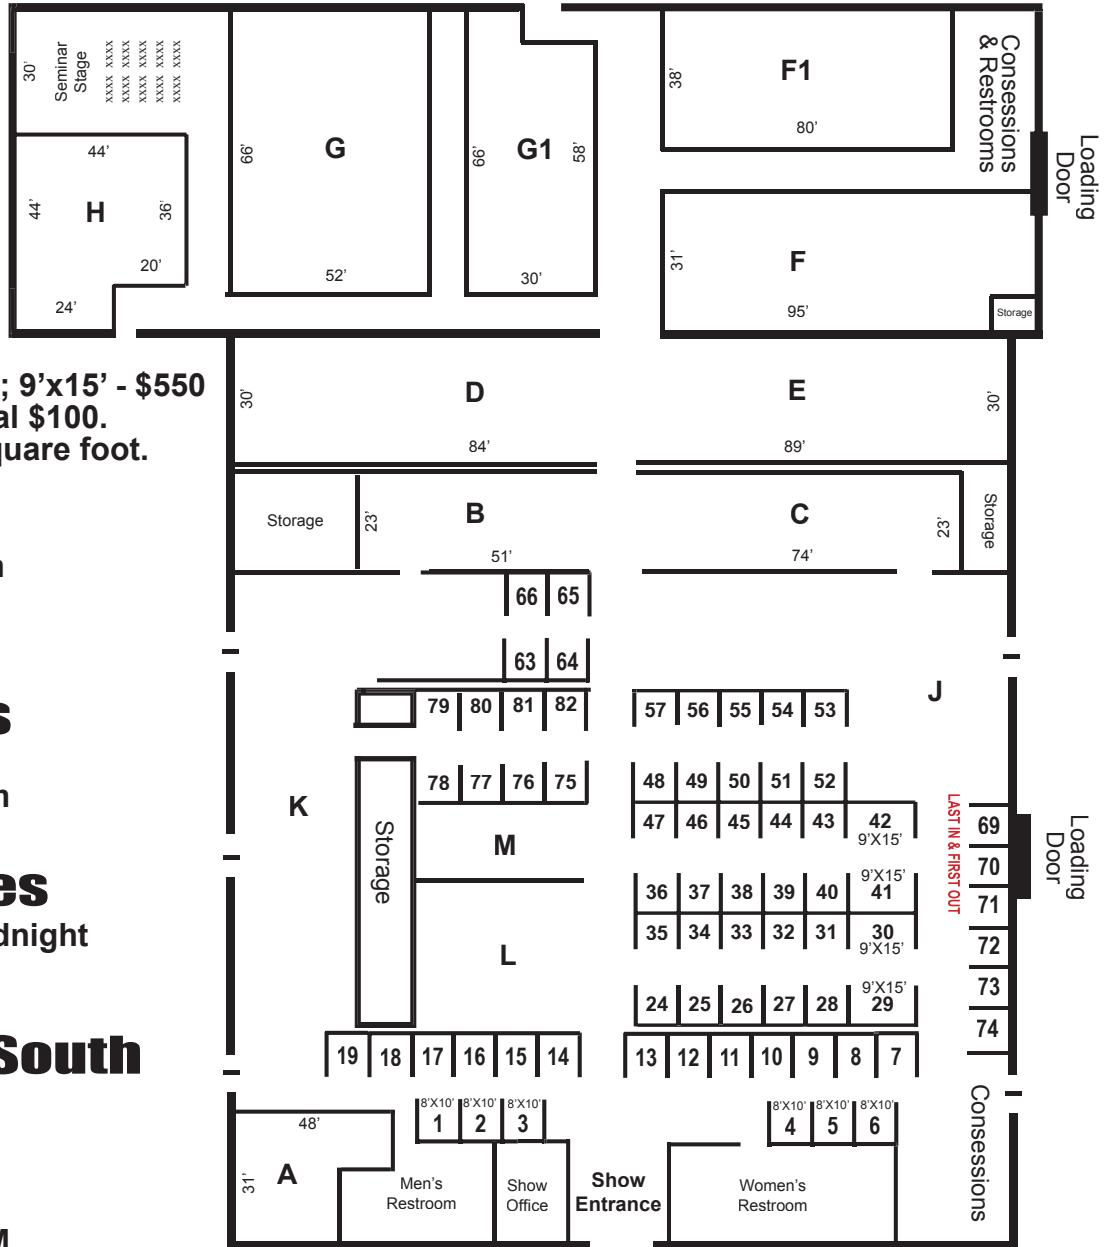 30'
Seminar
Stage
xxxx xxxx
xxxx xxxx
xxxx xxxx
xxxx xxxx
xxxx xxxx
44'
44'
H
36'
20'
24'
66'
G
52'
66'
G1
58'
30'
38'
F1
80'
Consessions
& Restrooms
Loading
Door
31'
F
95'
Storage
; 9'x15' - $550
al $100.
quare foot.
30'
D
84'
E
89'
30'
Storage
23'
B
51'
C
74'
23'
Storage
66
65
63
64
79
80
81
82
57
56
55
54
53
J
78
77
76
75
48
49
50
51
52
K
Storage
M
47
46
45
44
43
42
9'X15'
LAST IN & FIRST OUT
69
70
71
72
73
74
Loading
Door
9'X15'
36
37
38
39
40
41
L
35
34
33
32
31
30
9'X15'
9'X15'
24
25
26
27
28
29
es
dnight
South
19
18
17
16
15
14
13
12
11
10
9
8
7
8'X10'
8'X10'
8'X10'
1
2
3
8'X10'
8'X10'
8'X10'
4
5
6
48'
31'
A
Men's
Restroom
Show
Office
Show
Entrance
Women's
Restroom
Consessions